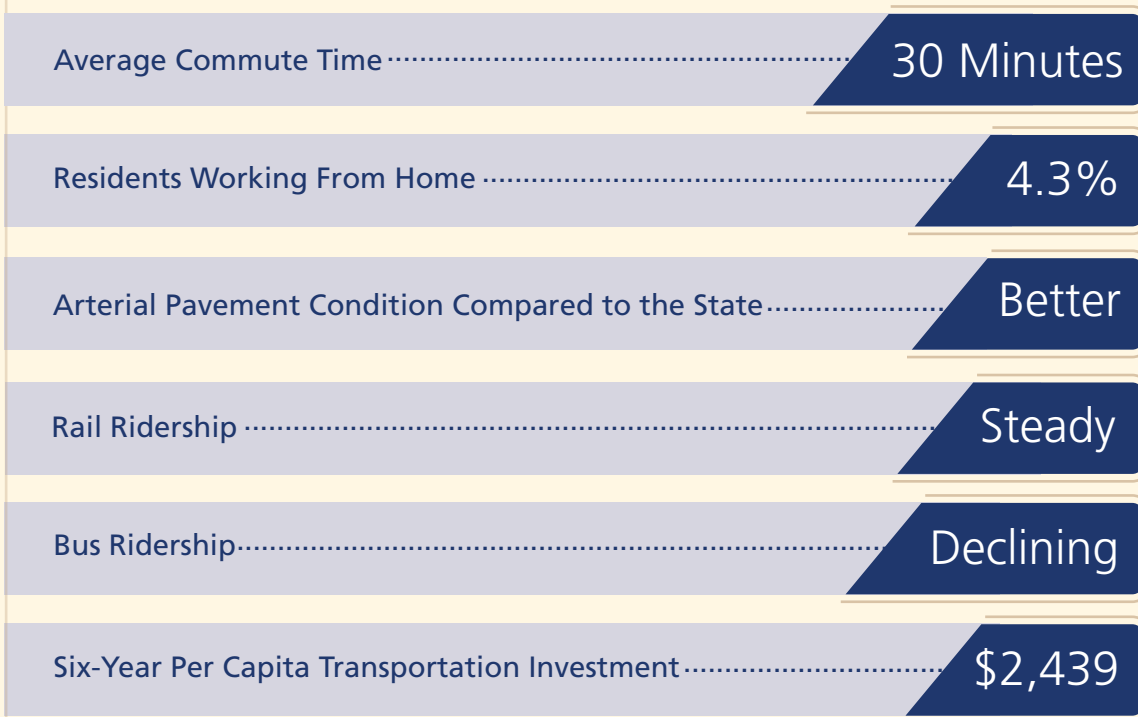 Average Commute Time 30 Minutes
Residents Working From Home 4.3%
Arterial Pavement Condition Compared to the State Better
Rail Ridership Steady
Bus Ridership Declining
Six-Year Per Capita Transportation Investment $2,439